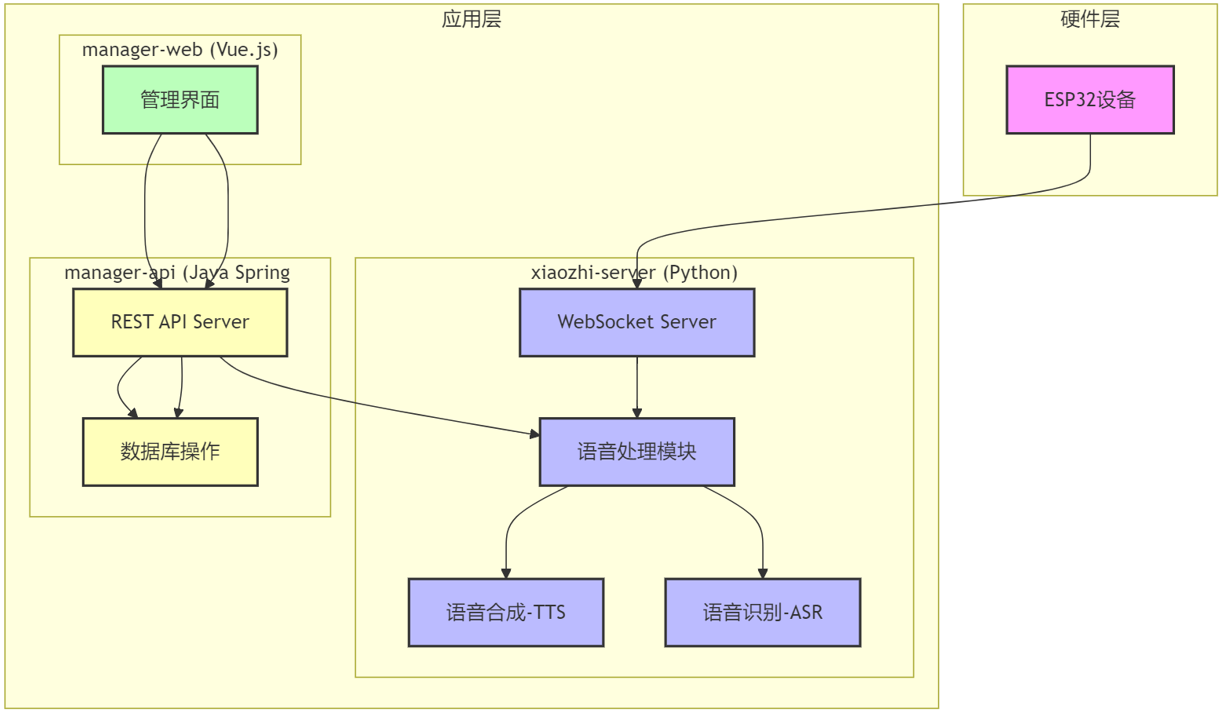 应用层
硬件层
manager-web (Vue.js)
管理界面
ESP32设备
manager-api (Java Spring
xiaozhi-server (Python)
REST API Server
WebSocket Server
数据库操作
语音处理模块
语音合成-TTS
语音识别-ASR